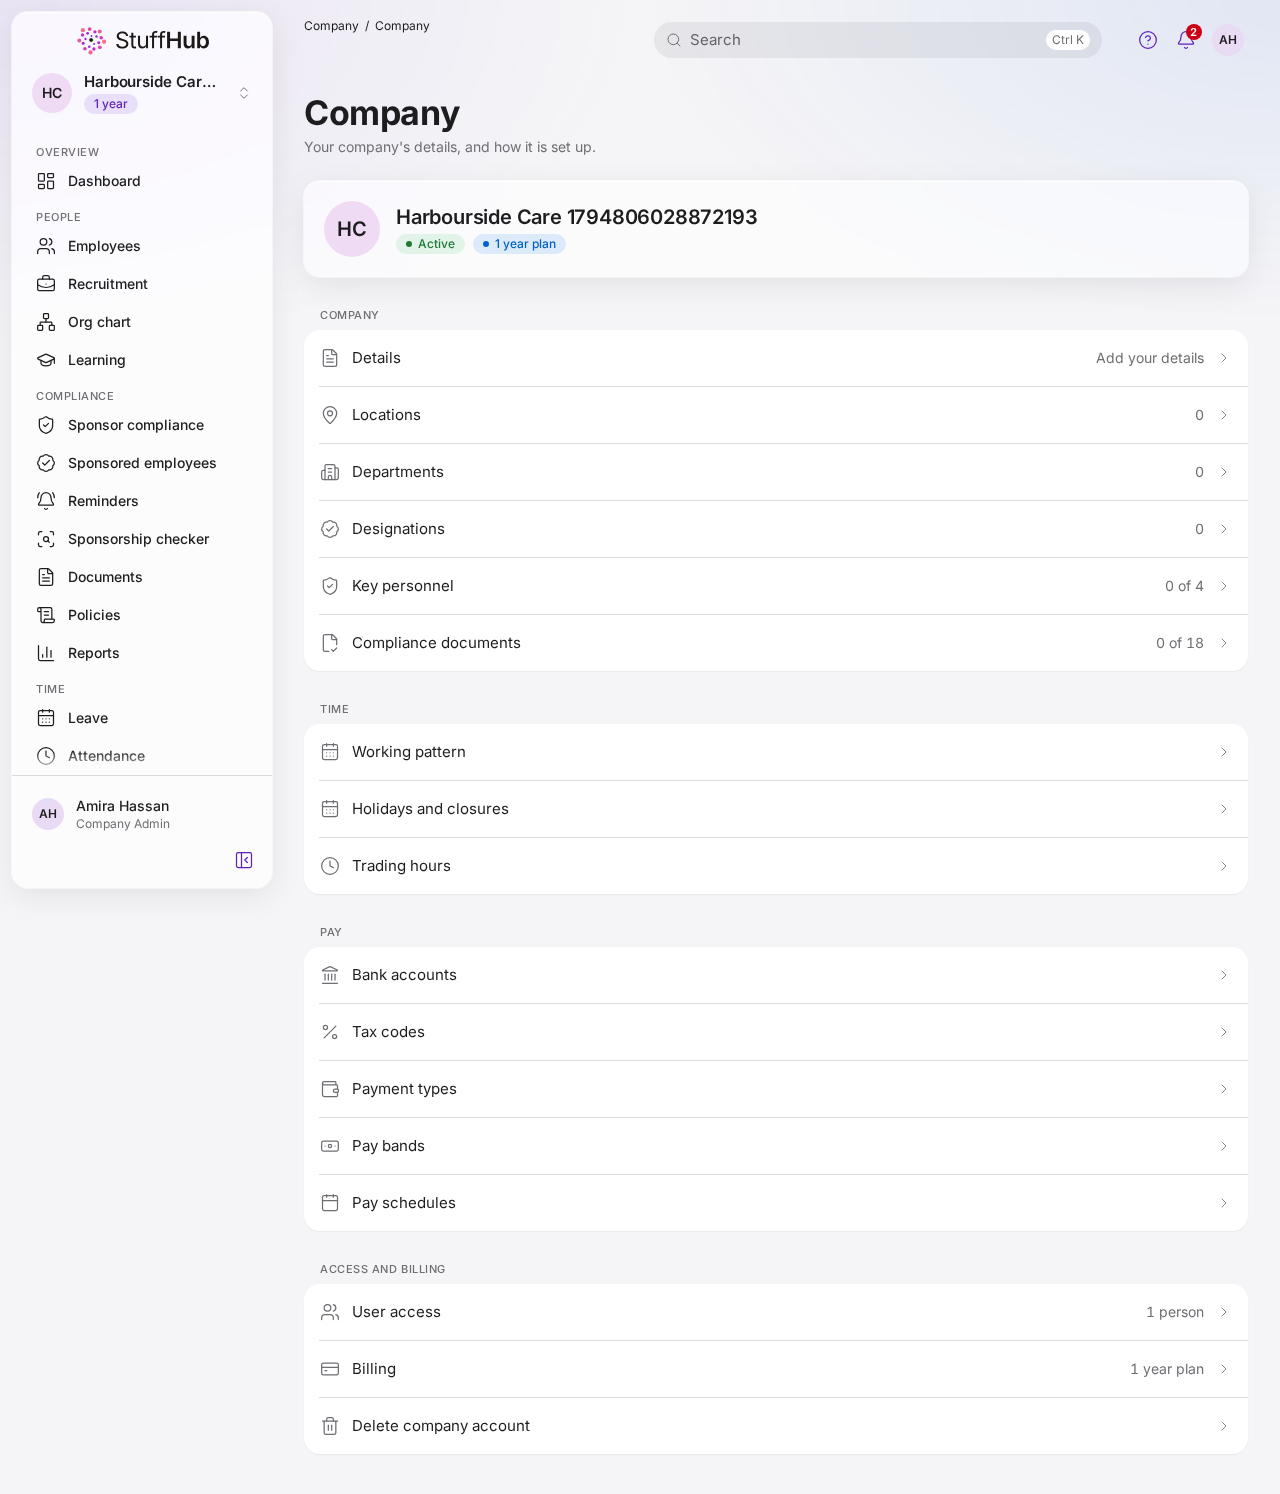 StuffHub
HC
Harbourside Car...
1 year
OVERVIEW
Dashboard
PEOPLE
Employees
Recruitment
Org chart
Learning
COMPLIANCE
Sponsor compliance
Sponsored employees
Reminders
Sponsorship checker
Documents
Policies
Reports
TIME
Leave
Attendance
AH
Amira Hassan
Company Admin
Company / Company
Search
Ctrl K
2
AH
Company
Your company's details, and how it is set up.
HC
Harbourside Care 1794806028872193
Active
1 year plan
COMPANY
Details Add your details
Locations 0
Departments 0
Designations 0
Key personnel 0 of 4
Compliance documents 0 of 18
TIME
Working pattern
Holidays and closures
Trading hours
PAY
Bank accounts
Tax codes
Payment types
Pay bands
Pay schedules
ACCESS AND BILLING
User access 1 person
Billing 1 year plan
Delete company account